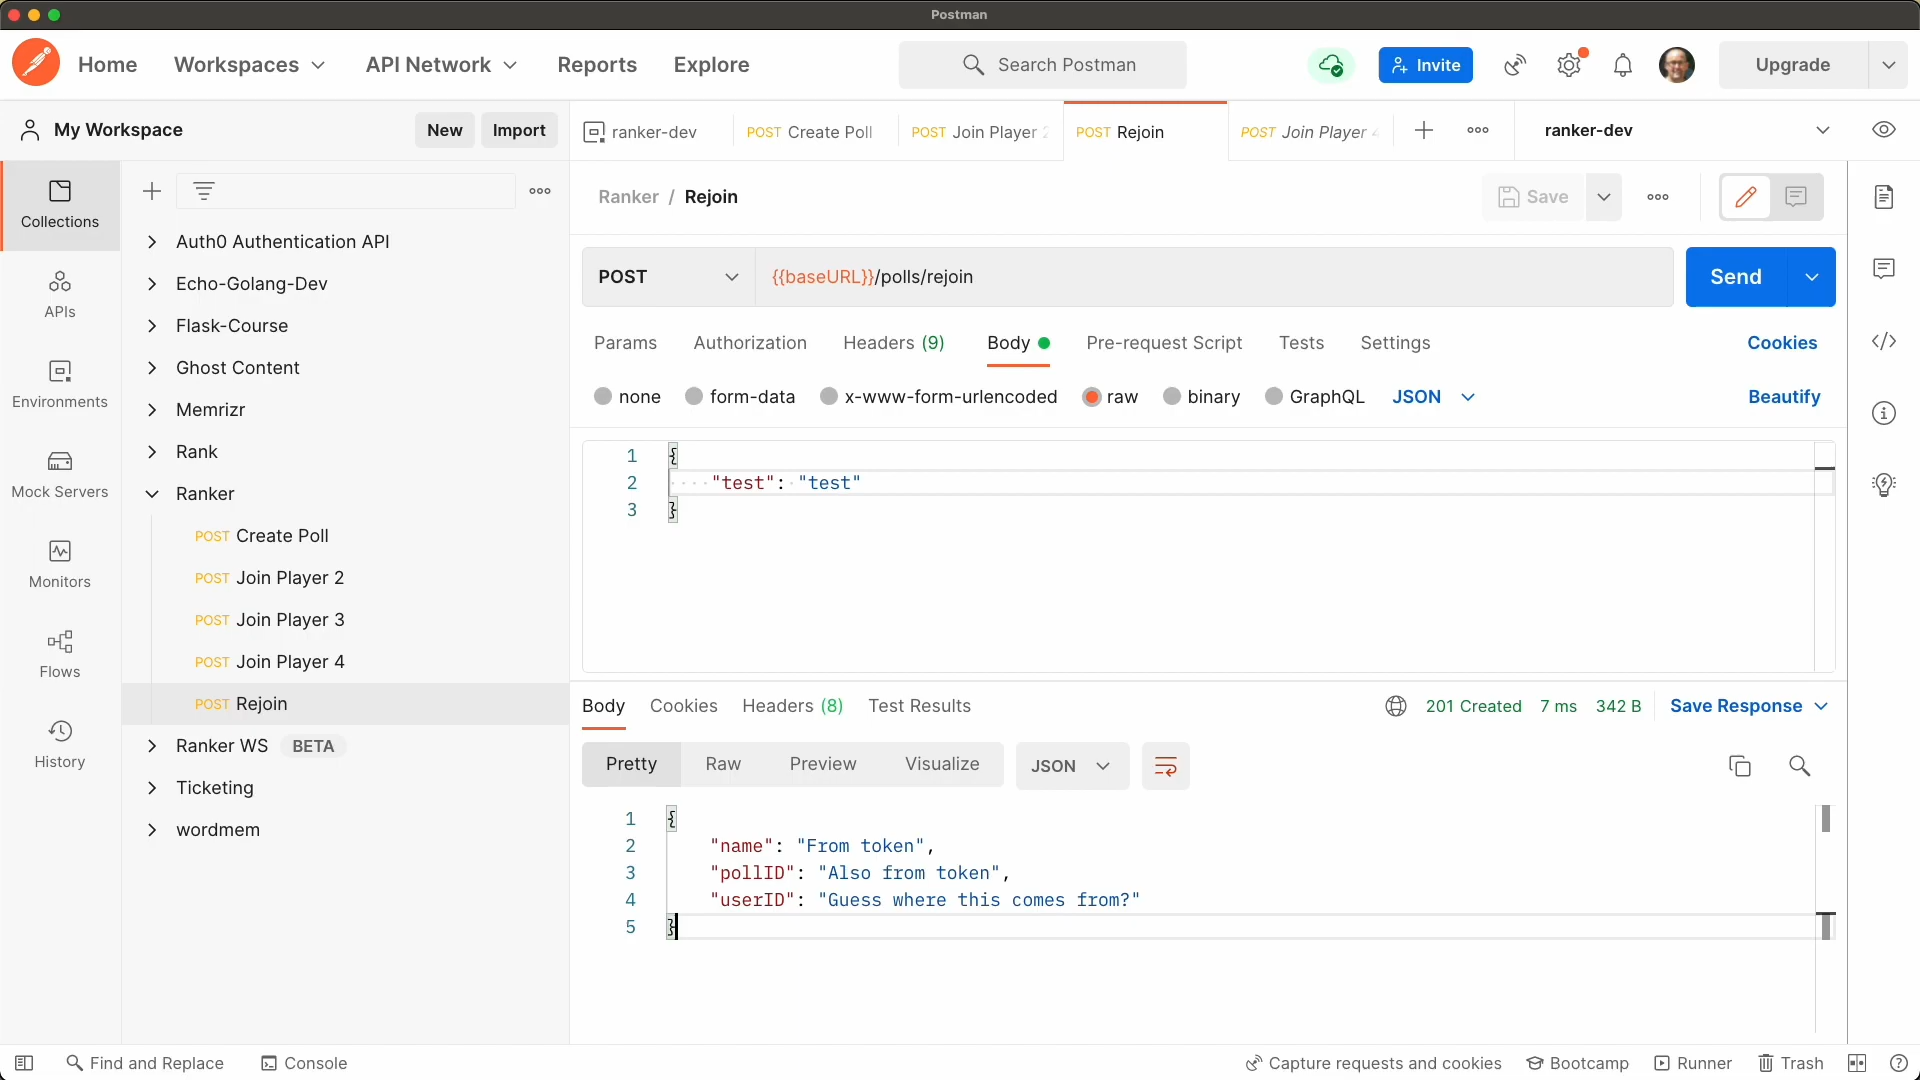 Postman
Home Workspaces API Network Reports Explore Search Postman Invite Upgrade
My Workspace New Import
ranker-dev POST Create Poll POST Join Player 2 POST Rejoin POST Join Player 4 ranker-dev
Collections
APIs
Environments
Mock Servers
Monitors
Flows
History
Auth0 Authentication API
Echo-Golang-Dev
Flask-Course
Ghost Content
Memrizr
Rank
Ranker
POST Create Poll
POST Join Player 2
POST Join Player 3
POST Join Player 4
POST Rejoin
Ranker WS BETA
Ticketing
wordmem
Ranker / Rejoin Save
POST {{baseURL}}/polls/rejoin Send
Params Authorization Headers (9) Body Pre-request Script Tests Settings Cookies
none form-data x-www-form-urlencoded raw binary GraphQL JSON Beautify
1 {
2 "test": "test"
3 }
Body Cookies Headers (8) Test Results 201 Created 7 ms 342 B Save Response
Pretty Raw Preview Visualize JSON
1 {
2 "name": "From token",
3 "pollID": "Also from token",
4 "userID": "Guess where this comes from?"
5 }
Find and Replace Console Capture requests and cookies Bootcamp Runner Trash